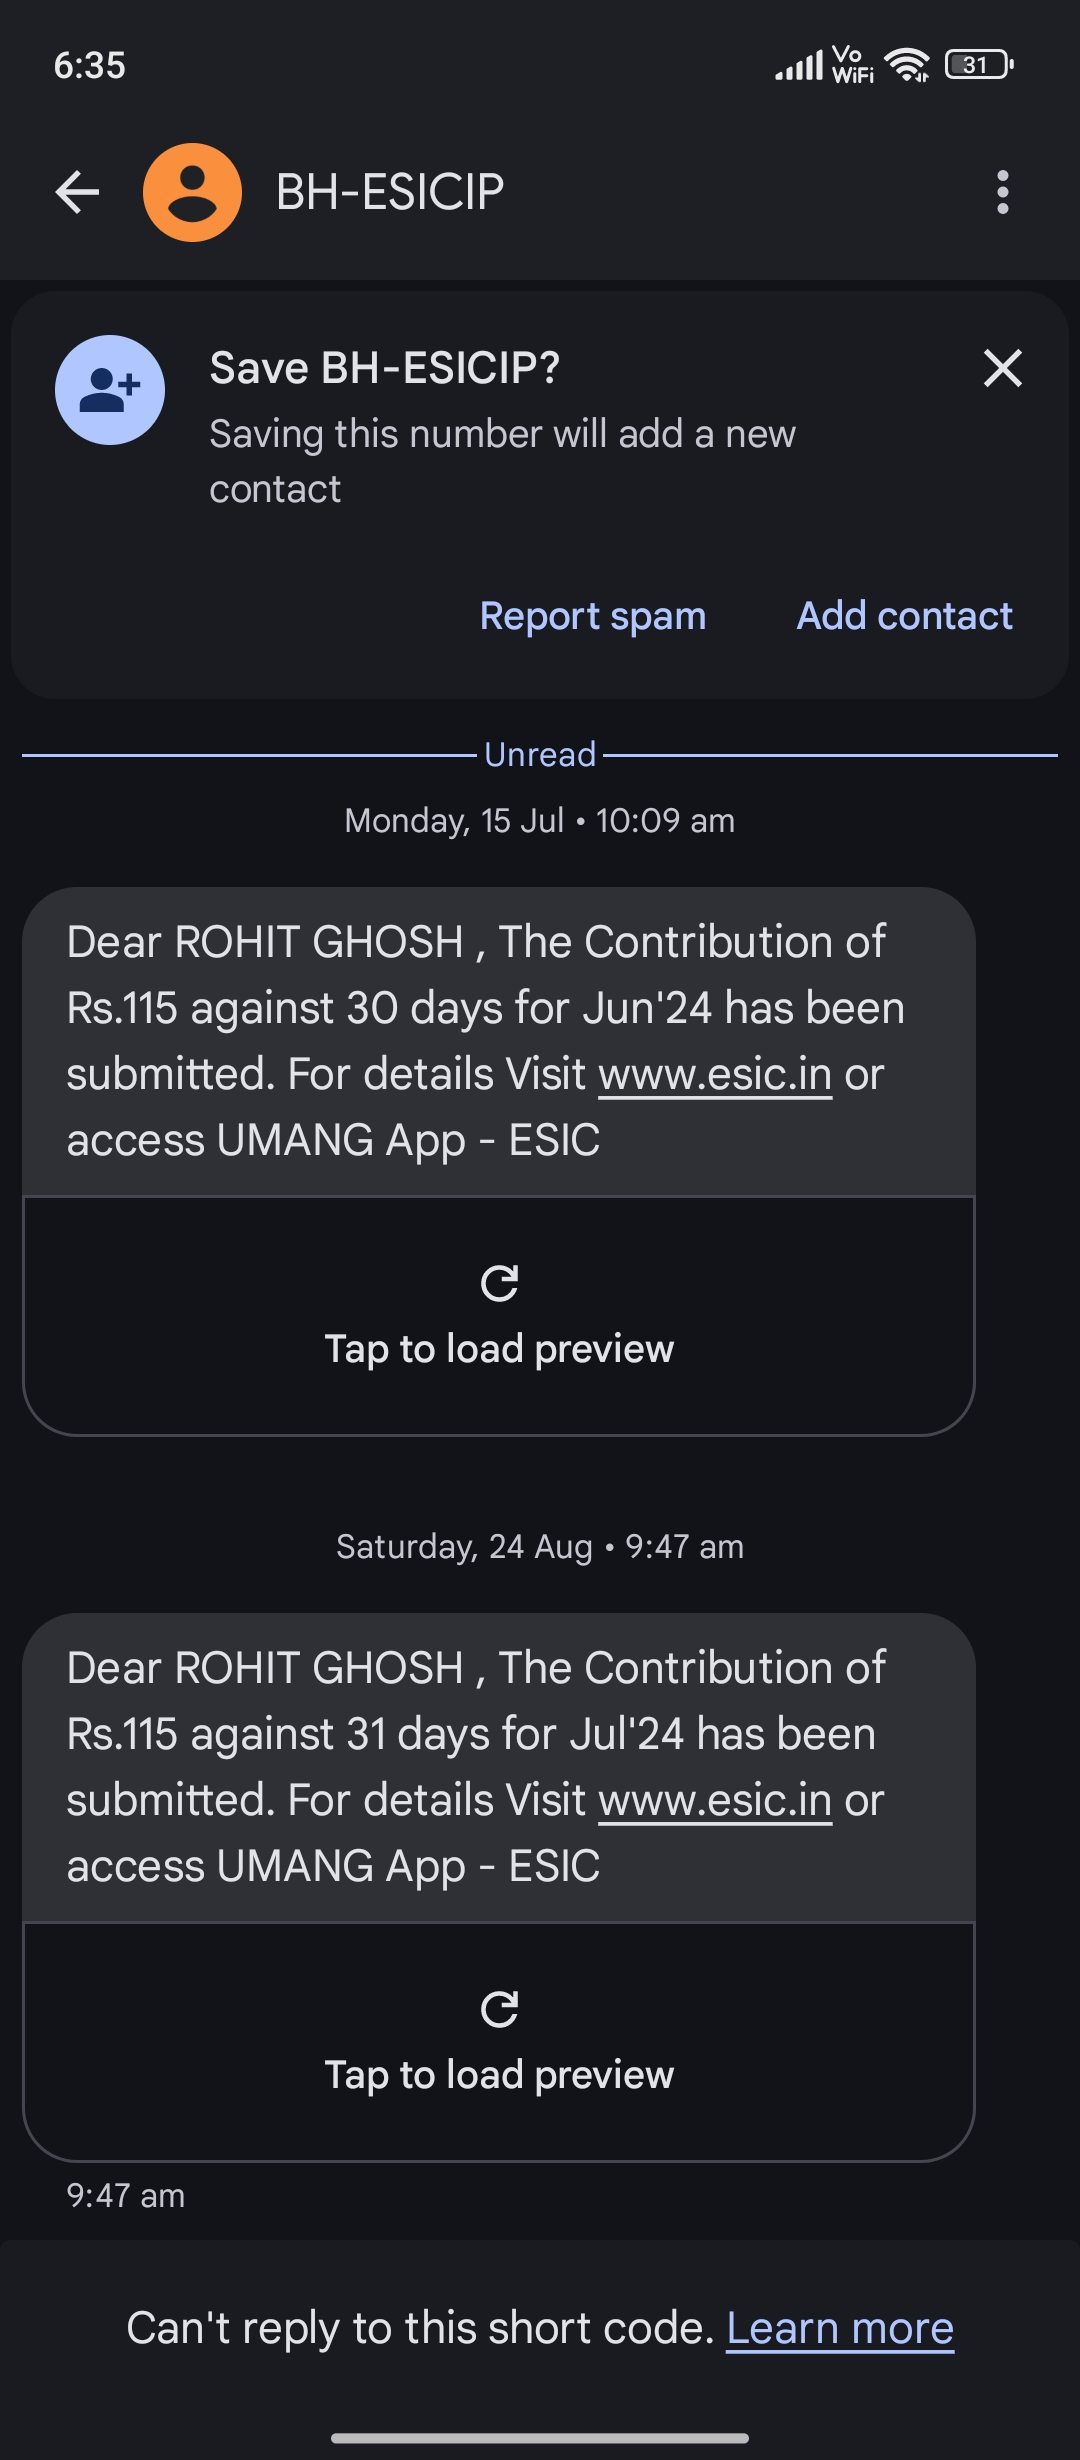 6:35
Vo
WiFi
31
BH-ESICIP
Save BH-ESICIP?
Saving this number will add a new
contact
Report spam
Add contact
Unread
Monday, 15 Jul • 10:09 am
Dear ROHIT GHOSH , The Contribution of
Rs.115 against 30 days for Jun'24 has been
submitted. For details Visit www.esic.in or
access UMANG App - ESIC
Tap to load preview
Saturday, 24 Aug • 9:47 am
Dear ROHIT GHOSH , The Contribution of
Rs.115 against 31 days for Jul'24 has been
submitted. For details Visit www.esic.in or
access UMANG App - ESIC
Tap to load preview
9:47 am
Can't reply to this short code. Learn more